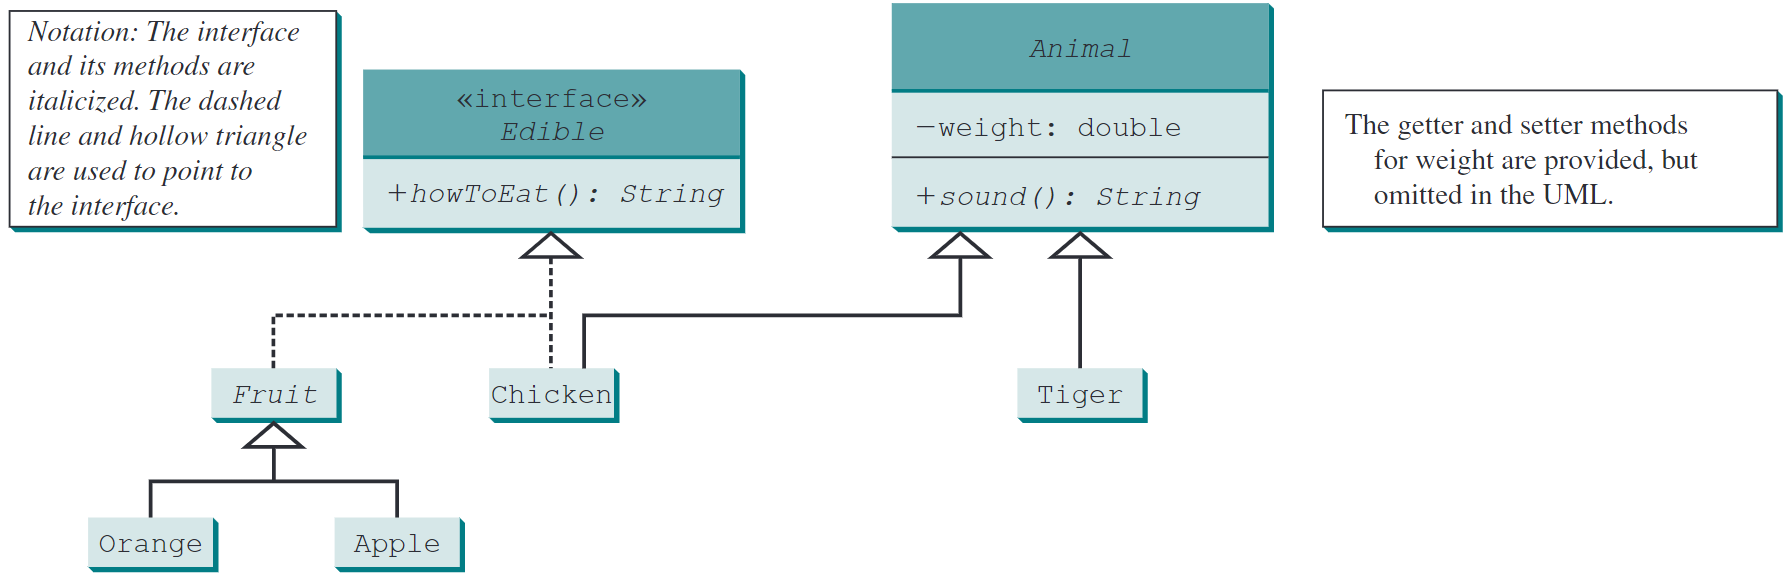 Notation: The interface
and its methods are
italicized. The dashed
line and hollow triangle
are used to point to
the interface.
«interface»
Edible
+howToEat(): String
Animal
−weight: double
+sound(): String
The getter and setter methods
for weight are provided, but
omitted in the UML.
Fruit
Chicken
Tiger
Orange
Apple